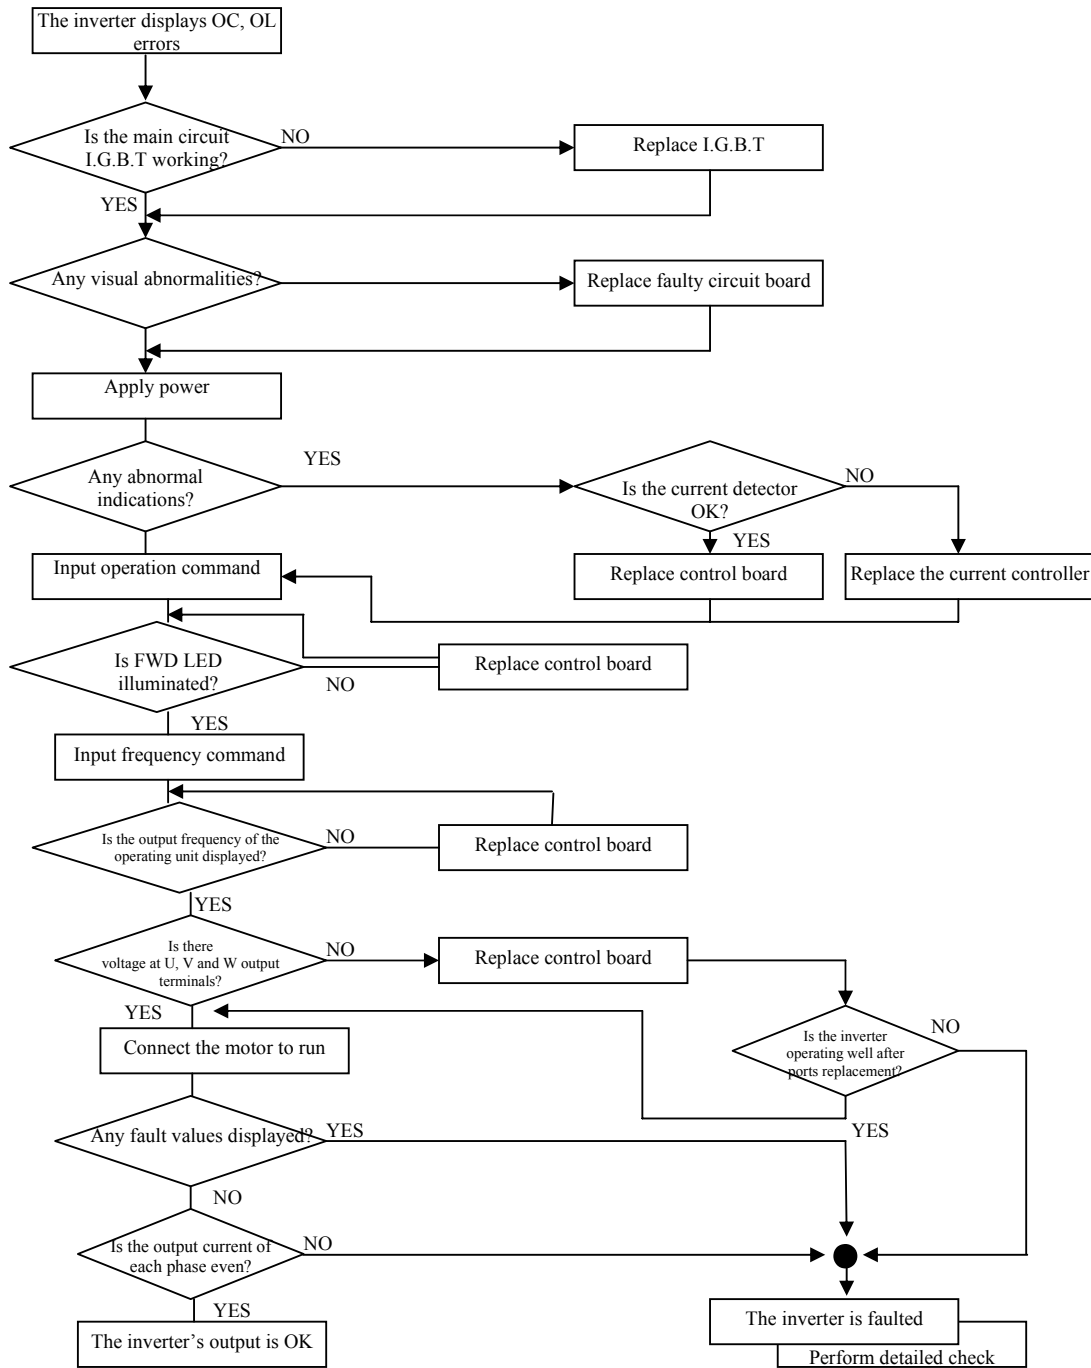 The inverter displays OC, OL
errors
Is the main circuit
I.G.B.T working?
NO
Replace I.G.B.T
YES
Any visual abnormalities?
Replace faulty circuit board
Apply power
Any abnormal
indications?
YES
Is the current detector
OK?
NO
YES
Input operation command
Replace control board
Replace the current controller
Is FWD LED
illuminated?
NO
Replace control board
YES
Input frequency command
Is the output frequency of the
operating unit displayed?
NO
Replace control board
YES
Is there
voltage at U, V and W output
terminals?
NO
Replace control board
YES
Is the inverter
operating well after
ports replacement?
NO
Connect the motor to run
YES
Any fault values displayed?
YES
NO
Is the output current of
each phase even?
NO
YES
The inverter is faulted
The inverter's output is OK
Perform detailed check